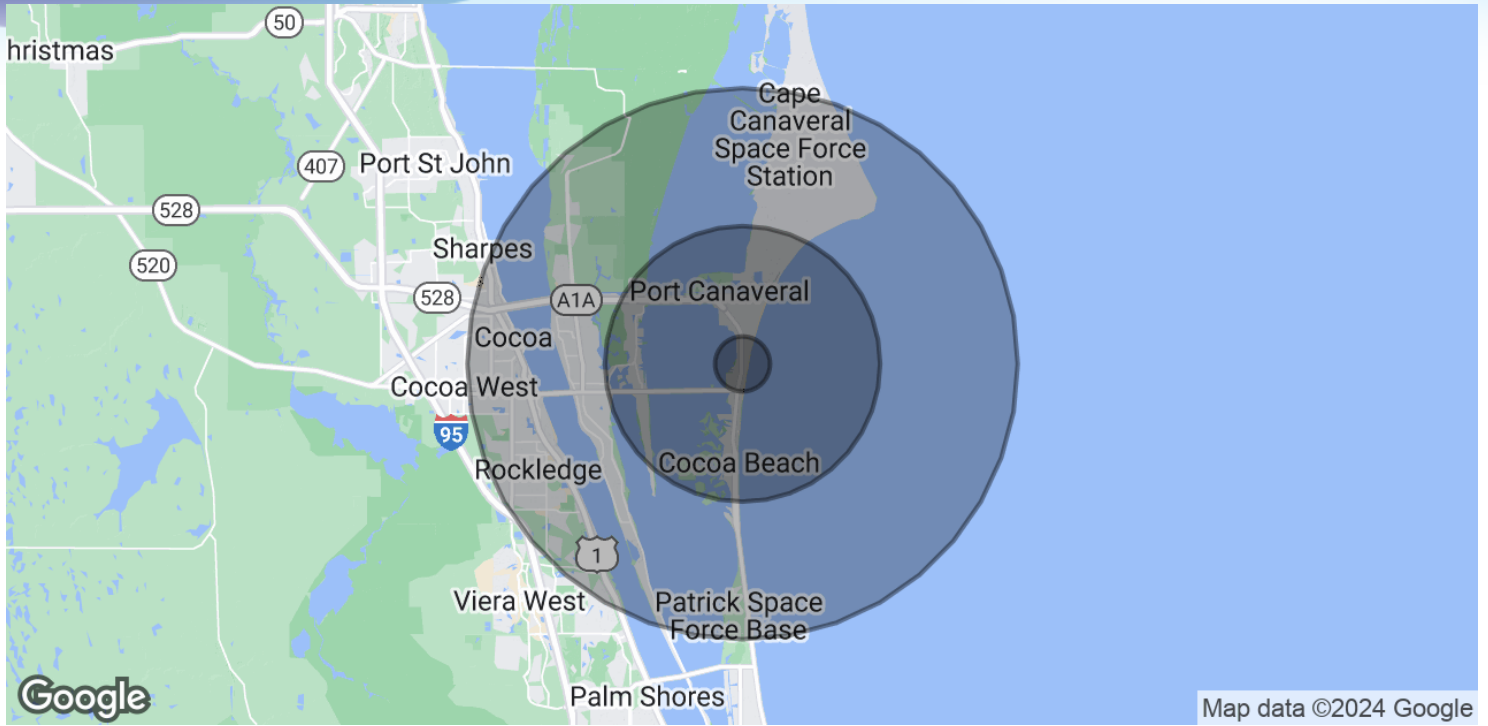 50
hristmas
Cape
Canaveral
Space Force
Station
407
Port St John
528
Sharpes
520
528
A1A
Port Canaveral
Cocoa
Cocoa West
95
Rockledge
Cocoa Beach
1
Viera West
Patrick Space
Force Base
Palm Shores
Google
Map data ©2024 Google